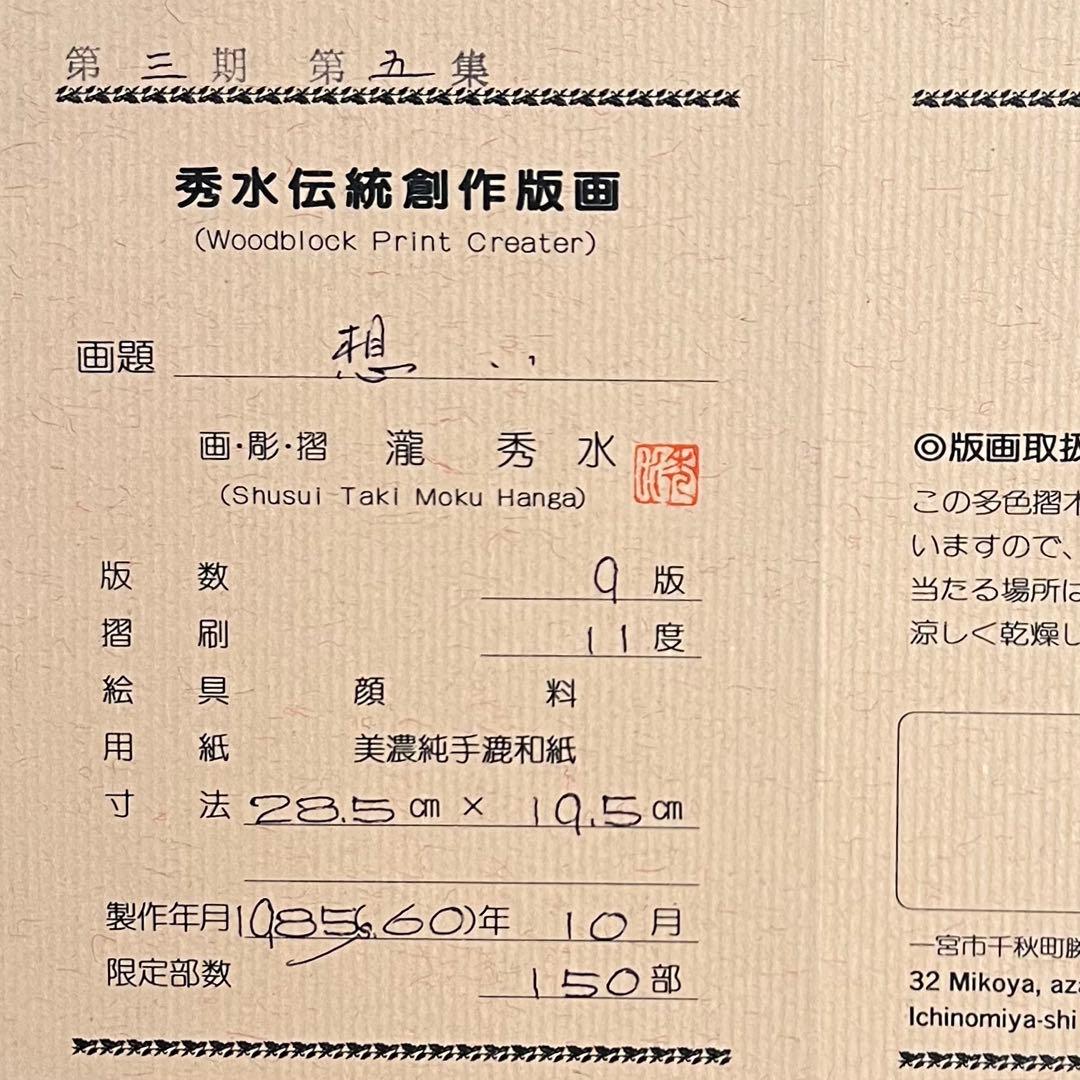 第三期 第五集
秀水伝統創作版画
(Woodblock Print Creater)
画題 想
画・彫・摺 瀧 秀水
(Shusui Taki Moku Hanga)
版数 9版
摺刷 11度
絵具 顔料
用紙 美濃純手漉和紙
寸法 28.5cm × 19.5cm
製作年月 1985(S.60)年 10月
限定部数 150部
◎版画取扱
この多色摺木
いますので、
当たる場所は
涼しく乾燥し
一宮市千秋町勝
32 Mikoya, aza
Ichinomiya-shi